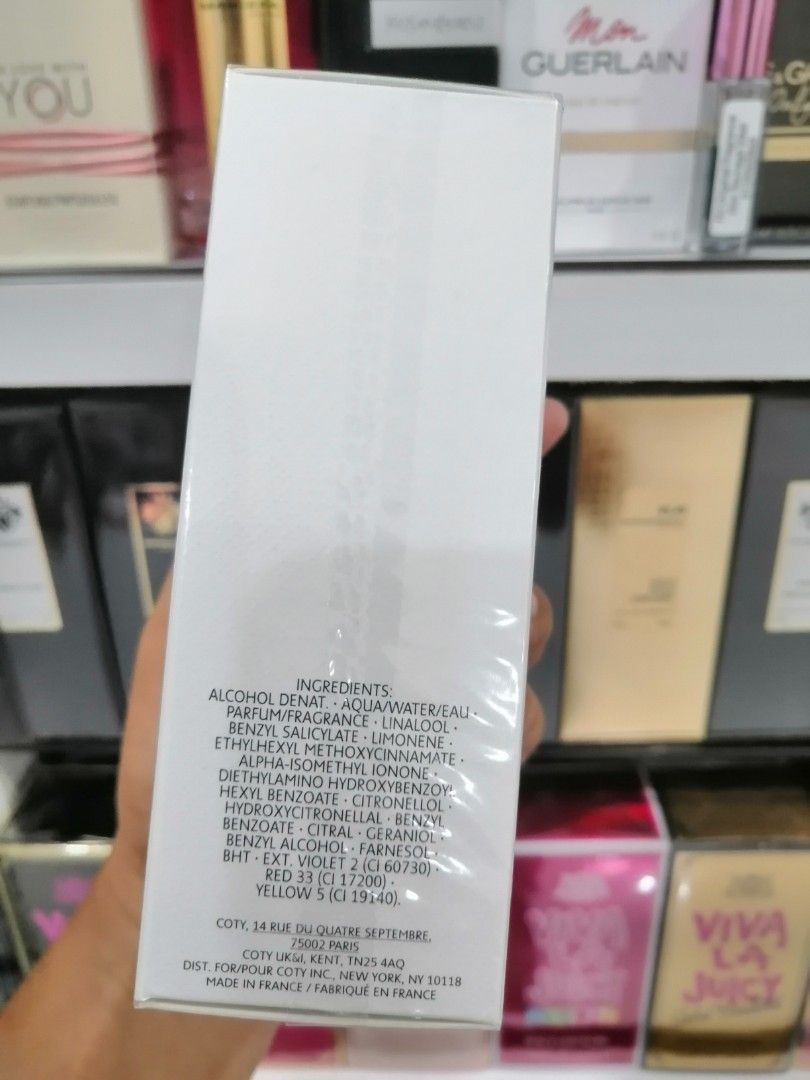 YOU
Mon
GUERLAIN
INGREDIENTS:
ALCOHOL DENAT. · AQUA/WATER/EAU ·
PARFUM/FRAGRANCE · LINALOOL ·
BENZYL SALICYLATE · LIMONENE ·
ETHYLHEXYL METHOXYCINNAMATE ·
ALPHA-ISOMETHYL IONONE ·
DIETHYLAMINO HYDROXYBENZOYL
HEXYL BENZOATE · CITRONELLOL ·
HYDROXYCITRONELLAL · BENZYL
BENZOATE · CITRAL · GERANIOL ·
BENZYL ALCOHOL · FARNESOL ·
BHT · EXT. VIOLET 2 (CI 60730) ·
RED 33 (CI 17200) ·
YELLOW 5 (CI 19140).
COTY, 14 RUE DU QUATRE SEPTEMBRE,
75002 PARIS
COTY UK&I, KENT, TN25 4AQ
DIST. FOR/POUR COTY INC., NEW YORK, NY 10118
MADE IN FRANCE / FABRIQUÉ EN FRANCE
VIVA
LA
JUICY
VIVA
LA
JUICY